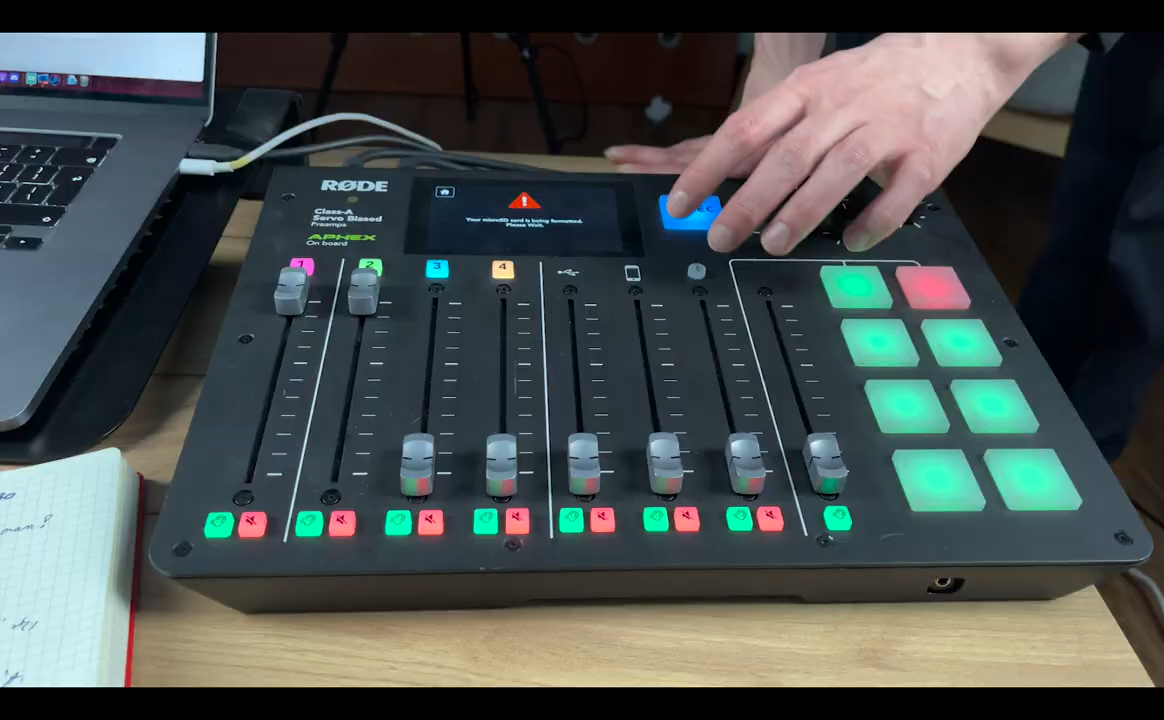 RØDE
Class-A
Servo Biased
Preamps
APHEX
On board
Your microSD card is being formatted.
Please Wait.
1
2
3
4
man?